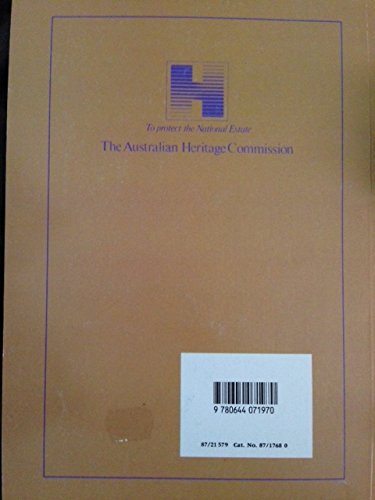 To protect the National Estate
The Australian Heritage Commission
9 780644 071970
87/21 579 Cat. No. 87/1768 0